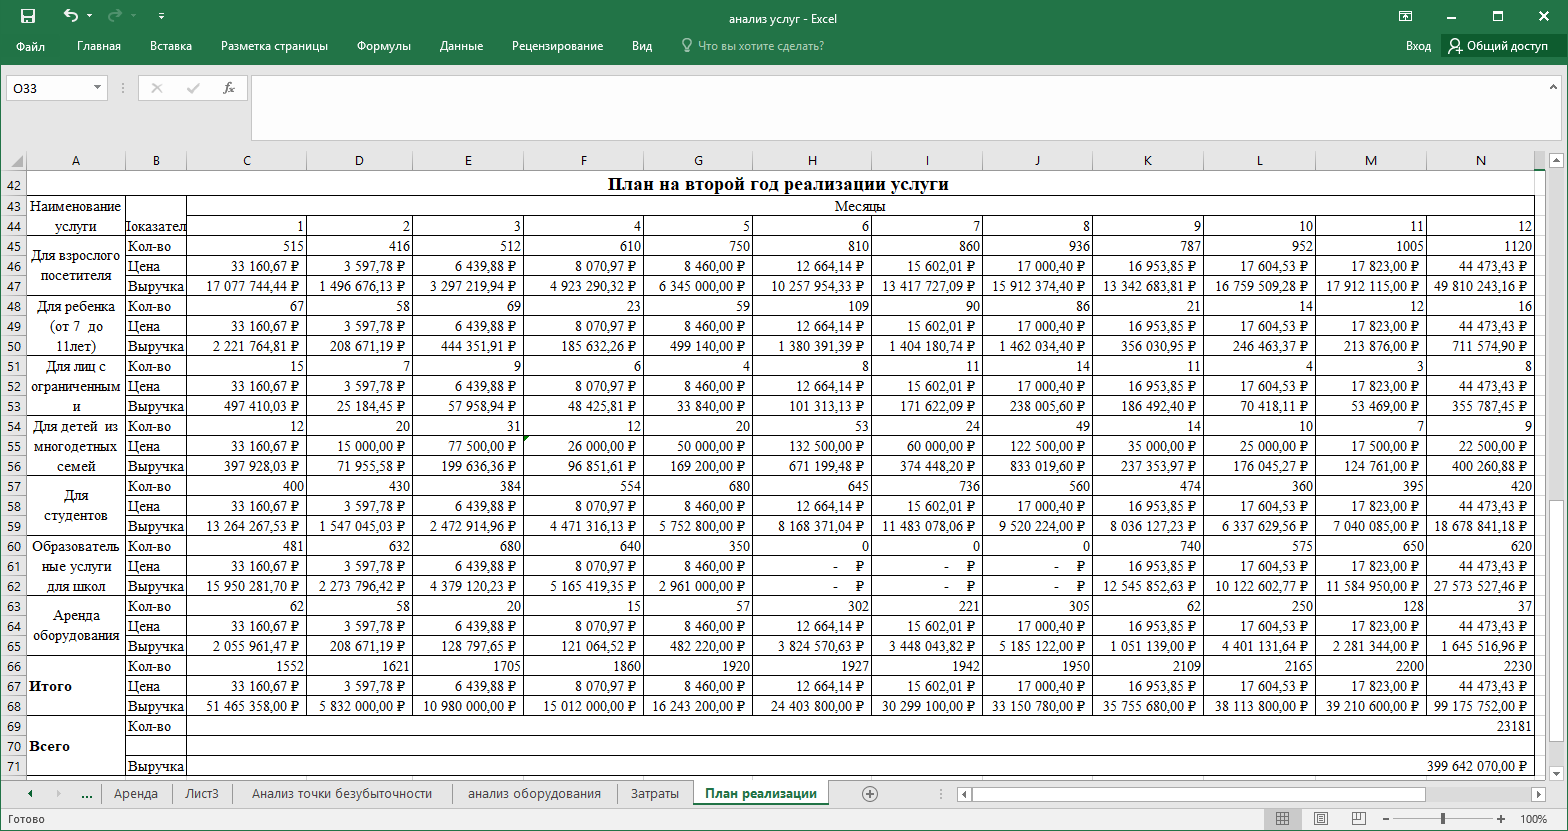 анализ услуг - Excel
Файл Главная Вставка Разметка страницы Формулы Данные Рецензирование Вид Что вы хотите сделать? Вход Общий доступ
O33 fx
A B C D E F G H I J K L M N
42 План на второй год реализации услуги
43 Наименование Месяцы
44 услуги Іоказател 1 2 3 4 5 6 7 8 9 10 11 12
45 Для взрослого посетителя Кол-во 515 416 512 610 750 810 860 936 787 952 1005 1120
46 Цена 33 160,67 ₽ 3 597,78 ₽ 6 439,88 ₽ 8 070,97 ₽ 8 460,00 ₽ 12 664,14 ₽ 15 602,01 ₽ 17 000,40 ₽ 16 953,85 ₽ 17 604,53 ₽ 17 823,00 ₽ 44 473,43 ₽
47 Выручка 17 077 744,44 ₽ 1 496 676,13 ₽ 3 297 219,94 ₽ 4 923 290,32 ₽ 6 345 000,00 ₽ 10 257 954,33 ₽ 13 417 727,09 ₽ 15 912 374,40 ₽ 13 342 683,81 ₽ 16 759 509,28 ₽ 17 912 115,00 ₽ 49 810 243,16 ₽
48 Для ребенка Кол-во 67 58 69 23 59 109 90 86 21 14 12 16
49 (от 7 до Цена 33 160,67 ₽ 3 597,78 ₽ 6 439,88 ₽ 8 070,97 ₽ 8 460,00 ₽ 12 664,14 ₽ 15 602,01 ₽ 17 000,40 ₽ 16 953,85 ₽ 17 604,53 ₽ 17 823,00 ₽ 44 473,43 ₽
50 11лет) Выручка 2 221 764,81 ₽ 208 671,19 ₽ 444 351,91 ₽ 185 632,26 ₽ 499 140,00 ₽ 1 380 391,39 ₽ 1 404 180,74 ₽ 1 462 034,40 ₽ 356 030,95 ₽ 246 463,37 ₽ 213 876,00 ₽ 711 574,90 ₽
51 Для лиц с Кол-во 15 7 9 6 4 8 11 14 11 4 3 8
52 ограниченным Цена 33 160,67 ₽ 3 597,78 ₽ 6 439,88 ₽ 8 070,97 ₽ 8 460,00 ₽ 12 664,14 ₽ 15 602,01 ₽ 17 000,40 ₽ 16 953,85 ₽ 17 604,53 ₽ 17 823,00 ₽ 44 473,43 ₽
53 и Выручка 497 410,03 ₽ 25 184,45 ₽ 57 958,94 ₽ 48 425,81 ₽ 33 840,00 ₽ 101 313,13 ₽ 171 622,09 ₽ 238 005,60 ₽ 186 492,40 ₽ 70 418,11 ₽ 53 469,00 ₽ 355 787,45 ₽
54 Для детей из Кол-во 12 20 31 12 20 53 24 49 14 10 7 9
55 многодетных Цена 33 160,67 ₽ 15 000,00 ₽ 77 500,00 ₽ 26 000,00 ₽ 50 000,00 ₽ 132 500,00 ₽ 60 000,00 ₽ 122 500,00 ₽ 35 000,00 ₽ 25 000,00 ₽ 17 500,00 ₽ 22 500,00 ₽
56 семей Выручка 397 928,03 ₽ 71 955,58 ₽ 199 636,36 ₽ 96 851,61 ₽ 169 200,00 ₽ 671 199,48 ₽ 374 448,20 ₽ 833 019,60 ₽ 237 353,97 ₽ 176 045,27 ₽ 124 761,00 ₽ 400 260,88 ₽
57 Для студентов Кол-во 400 430 384 554 680 645 736 560 474 360 395 420
58 Цена 33 160,67 ₽ 3 597,78 ₽ 6 439,88 ₽ 8 070,97 ₽ 8 460,00 ₽ 12 664,14 ₽ 15 602,01 ₽ 17 000,40 ₽ 16 953,85 ₽ 17 604,53 ₽ 17 823,00 ₽ 44 473,43 ₽
59 Выручка 13 264 267,53 ₽ 1 547 045,03 ₽ 2 472 914,96 ₽ 4 471 316,13 ₽ 5 752 800,00 ₽ 8 168 371,04 ₽ 11 483 078,06 ₽ 9 520 224,00 ₽ 8 036 127,23 ₽ 6 337 629,56 ₽ 7 040 085,00 ₽ 18 678 841,18 ₽
60 Образователь Кол-во 481 632 680 640 350 0 0 0 740 575 650 620
61 ные услуги Цена 33 160,67 ₽ 3 597,78 ₽ 6 439,88 ₽ 8 070,97 ₽ 8 460,00 ₽ - ₽ - ₽ - ₽ 16 953,85 ₽ 17 604,53 ₽ 17 823,00 ₽ 44 473,43 ₽
62 для школ Выручка 15 950 281,70 ₽ 2 273 796,42 ₽ 4 379 120,23 ₽ 5 165 419,35 ₽ 2 961 000,00 ₽ - ₽ - ₽ - ₽ 12 545 852,63 ₽ 10 122 602,77 ₽ 11 584 950,00 ₽ 27 573 527,46 ₽
63 Аренда оборудования Кол-во 62 58 20 15 57 302 221 305 62 250 128 37
64 Цена 33 160,67 ₽ 3 597,78 ₽ 6 439,88 ₽ 8 070,97 ₽ 8 460,00 ₽ 12 664,14 ₽ 15 602,01 ₽ 17 000,40 ₽ 16 953,85 ₽ 17 604,53 ₽ 17 823,00 ₽ 44 473,43 ₽
65 Выручка 2 055 961,47 ₽ 208 671,19 ₽ 128 797,65 ₽ 121 064,52 ₽ 482 220,00 ₽ 3 824 570,63 ₽ 3 448 043,82 ₽ 5 185 122,00 ₽ 1 051 139,00 ₽ 4 401 131,64 ₽ 2 281 344,00 ₽ 1 645 516,96 ₽
66 Кол-во 1552 1621 1705 1860 1920 1927 1942 1950 2109 2165 2200 2230
67 Итого Цена 33 160,67 ₽ 3 597,78 ₽ 6 439,88 ₽ 8 070,97 ₽ 8 460,00 ₽ 12 664,14 ₽ 15 602,01 ₽ 17 000,40 ₽ 16 953,85 ₽ 17 604,53 ₽ 17 823,00 ₽ 44 473,43 ₽
68 Выручка 51 465 358,00 ₽ 5 832 000,00 ₽ 10 980 000,00 ₽ 15 012 000,00 ₽ 16 243 200,00 ₽ 24 403 800,00 ₽ 30 299 100,00 ₽ 33 150 780,00 ₽ 35 755 680,00 ₽ 38 113 800,00 ₽ 39 210 600,00 ₽ 99 175 752,00 ₽
69 Кол-во 23181
70 Всего
71 Выручка 399 642 070,00 ₽
... Аренда Лист3 Анализ точки безубыточности анализ оборудования Затраты План реализации
Готово 100%